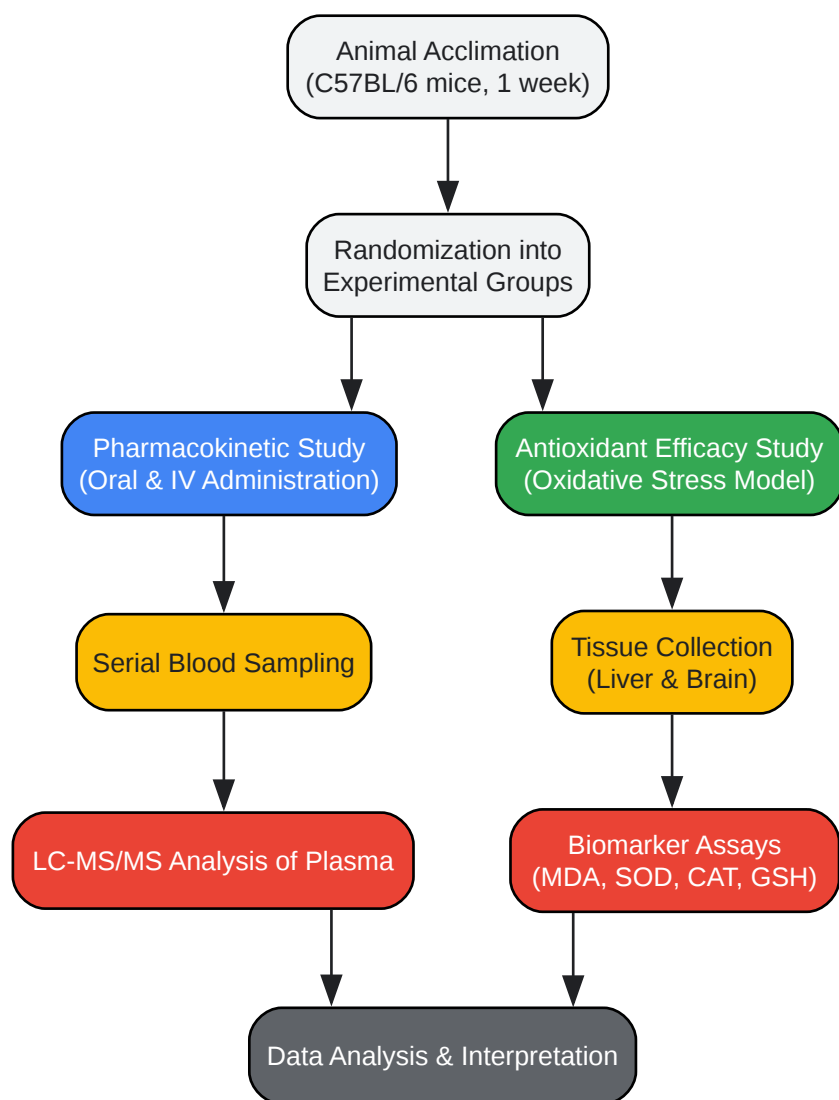 Animal Acclimation
(C57BL/6 mice, 1 week)
Randomization into
Experimental Groups
Pharmacokinetic Study
(Oral & IV Administration)
Antioxidant Efficacy Study
(Oxidative Stress Model)
Serial Blood Sampling
Tissue Collection
(Liver & Brain)
LC-MS/MS Analysis of Plasma
Biomarker Assays
(MDA, SOD, CAT, GSH)
Data Analysis & Interpretation